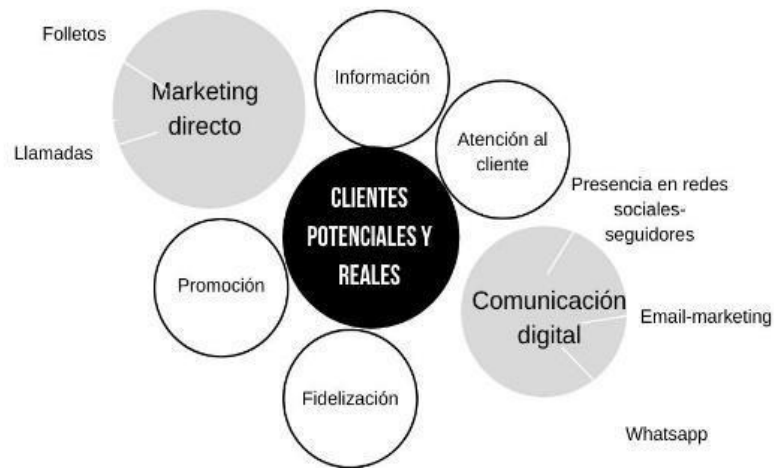 Folletos
Marketing
directo
Llamadas
Información
Atención al
cliente
CLIENTES
POTENCIALES Y
REALES
Presencia en redes
sociales-
seguidores
Promoción
Comunicación
digital
Email-marketing
Fidelización
Whatsapp